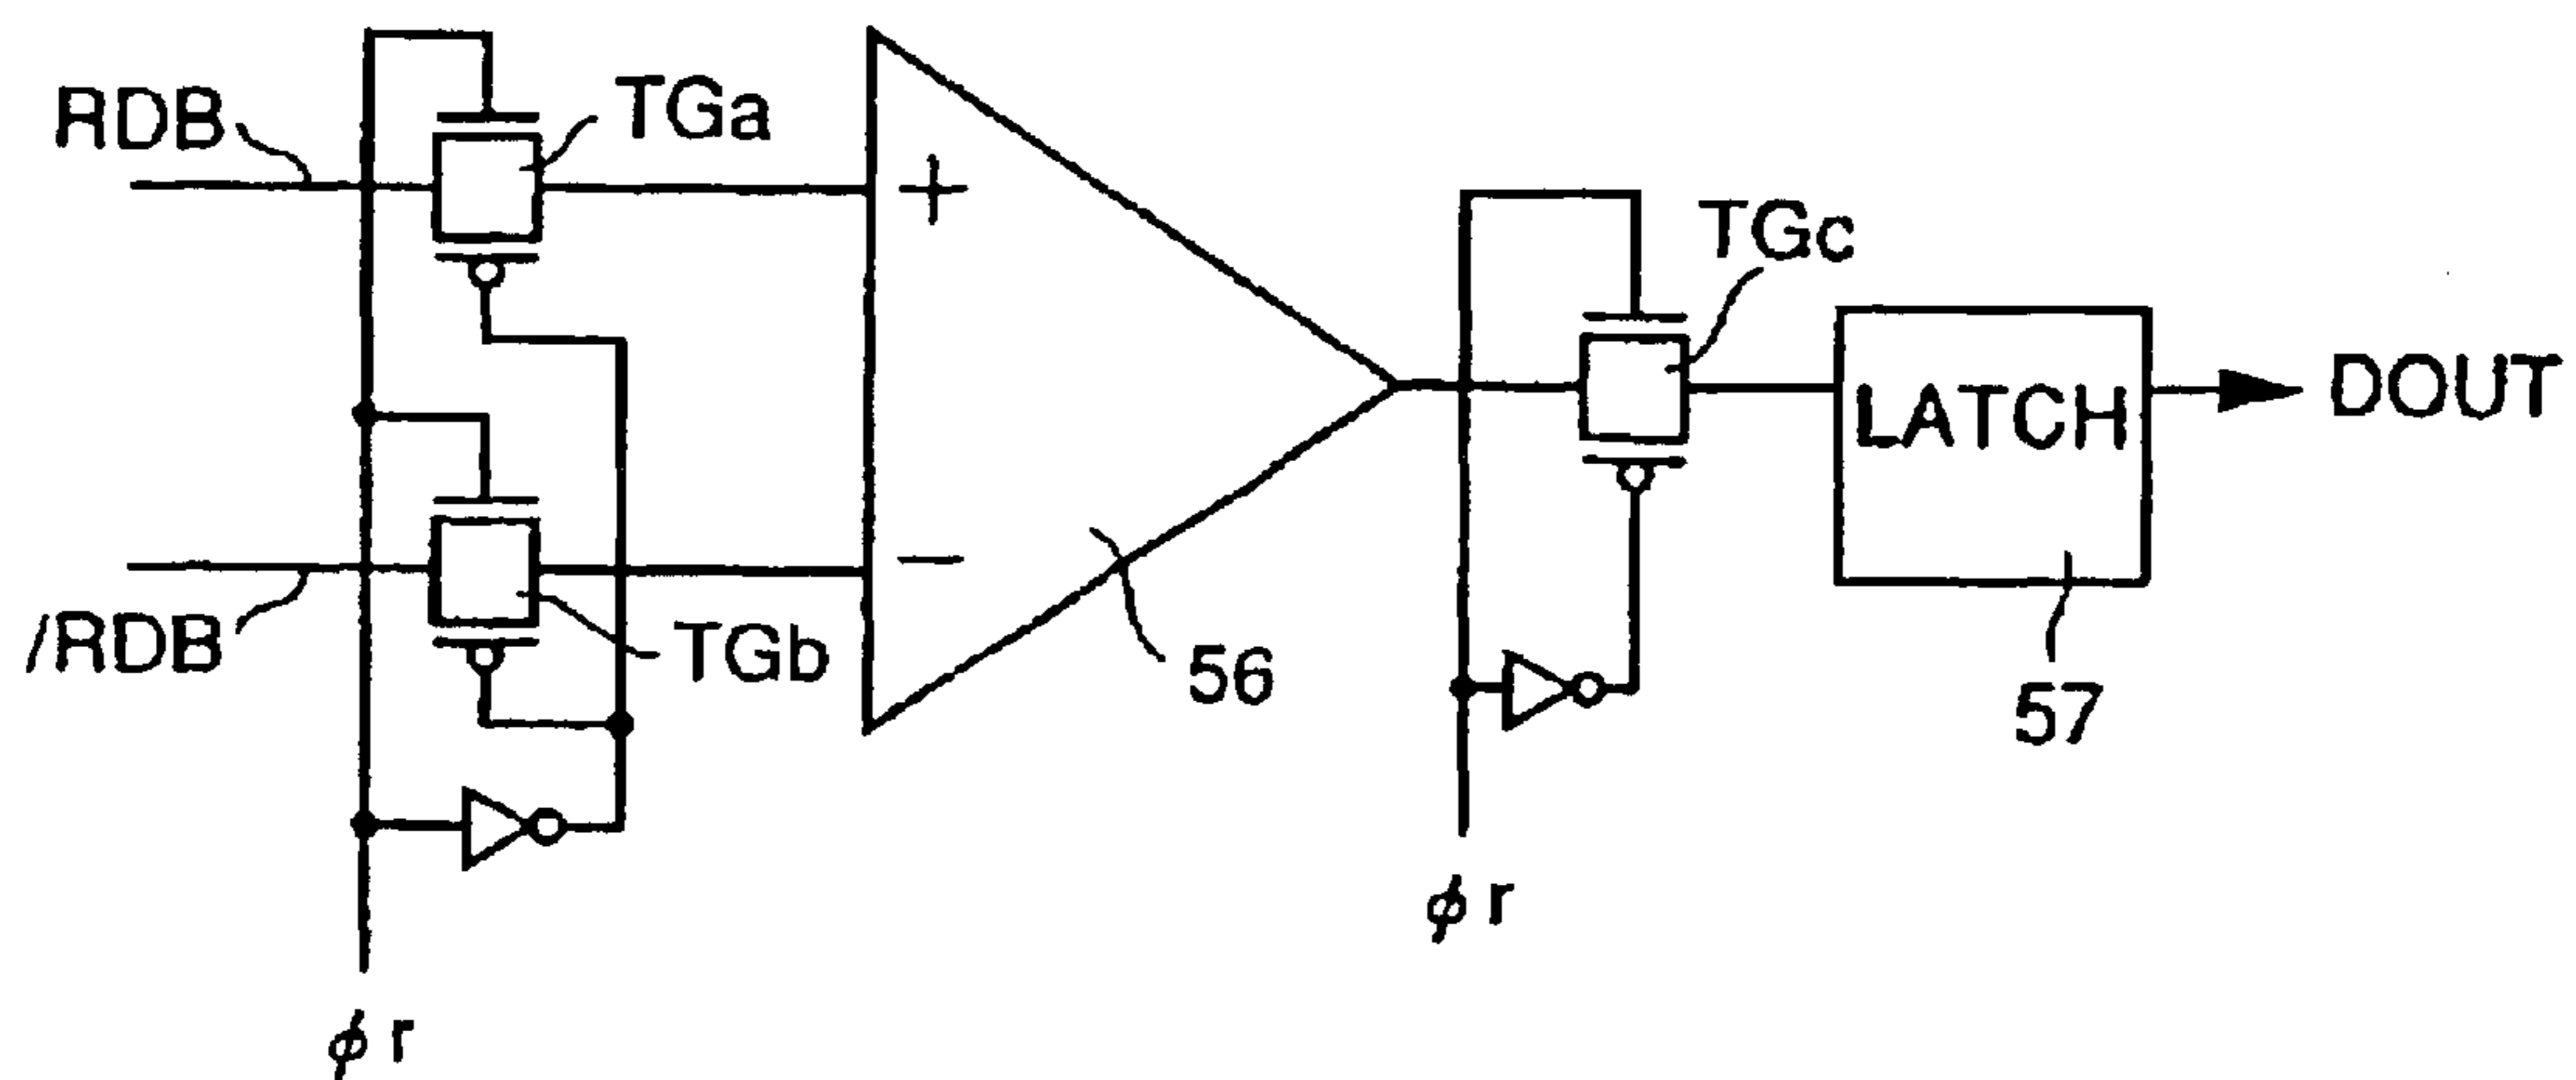 RDB
TGa
+
TGc
LATCH
DOUT
−
/RDB
TGb
56
57
ϕ r
ϕ r